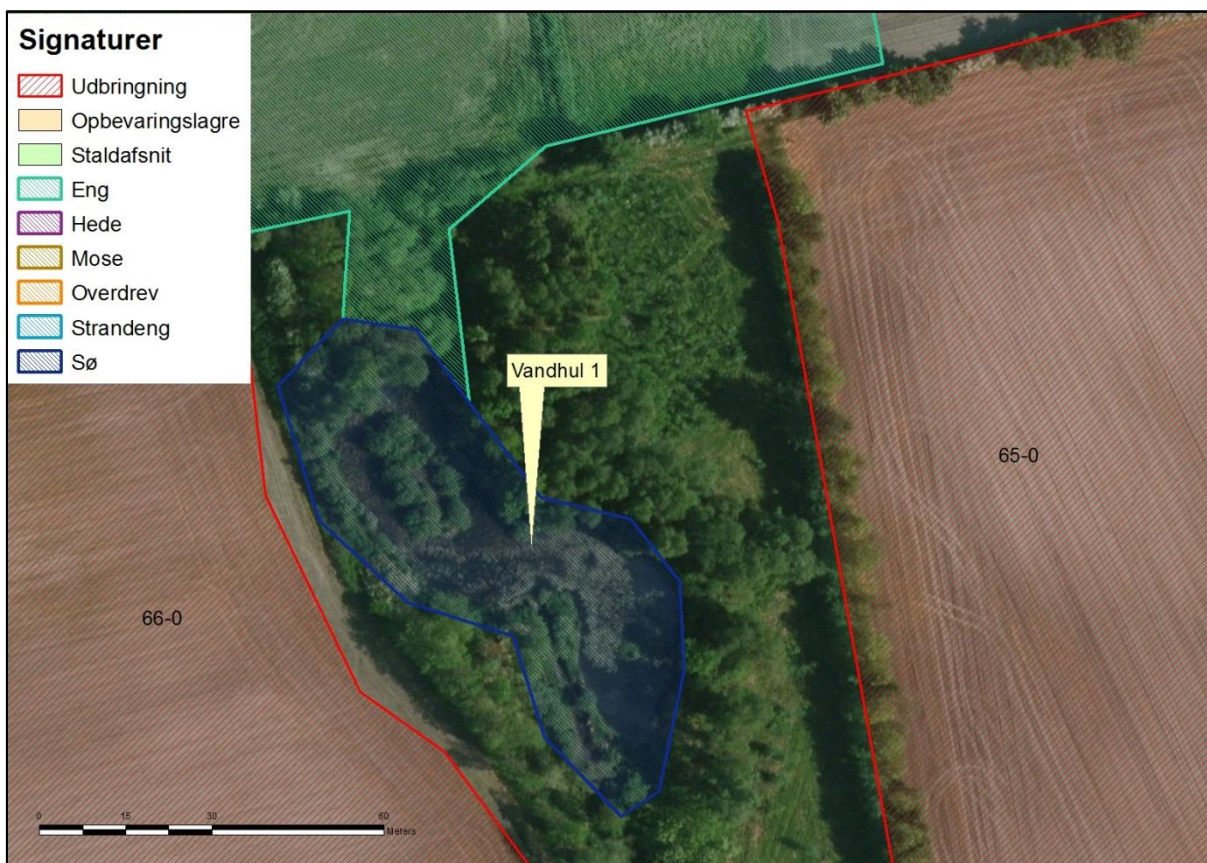 Signaturer
Udbringning
Opbevaringslagre
Staldafsnit
Eng
Hede
Mose
Overdrev
Strandeng
Sø
Vandhul 1
65-0
66-0
0 15 30 60
Meters